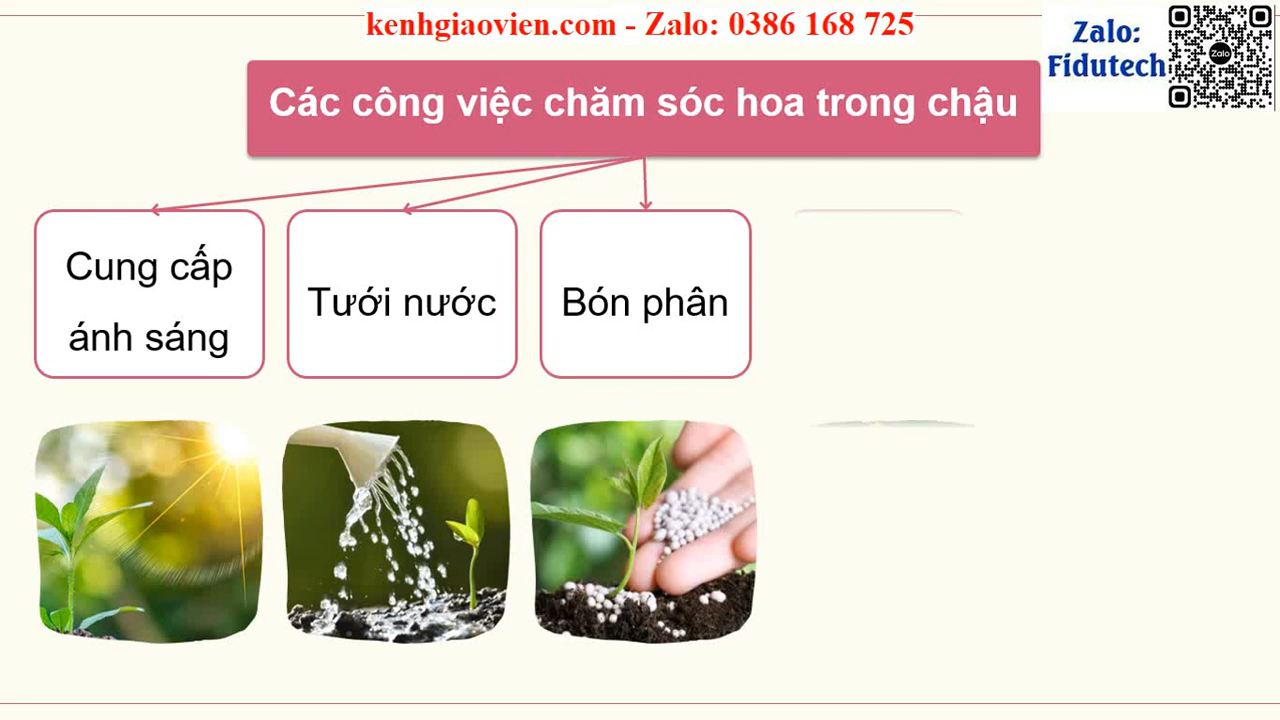 kenhgiaovien.com - Zalo: 0386 168 725
Zalo:
Fidutech
Zalo
Các công việc chăm sóc hoa trong chậu
Cung cấp
ánh sáng
Tưới nước
Bón phân